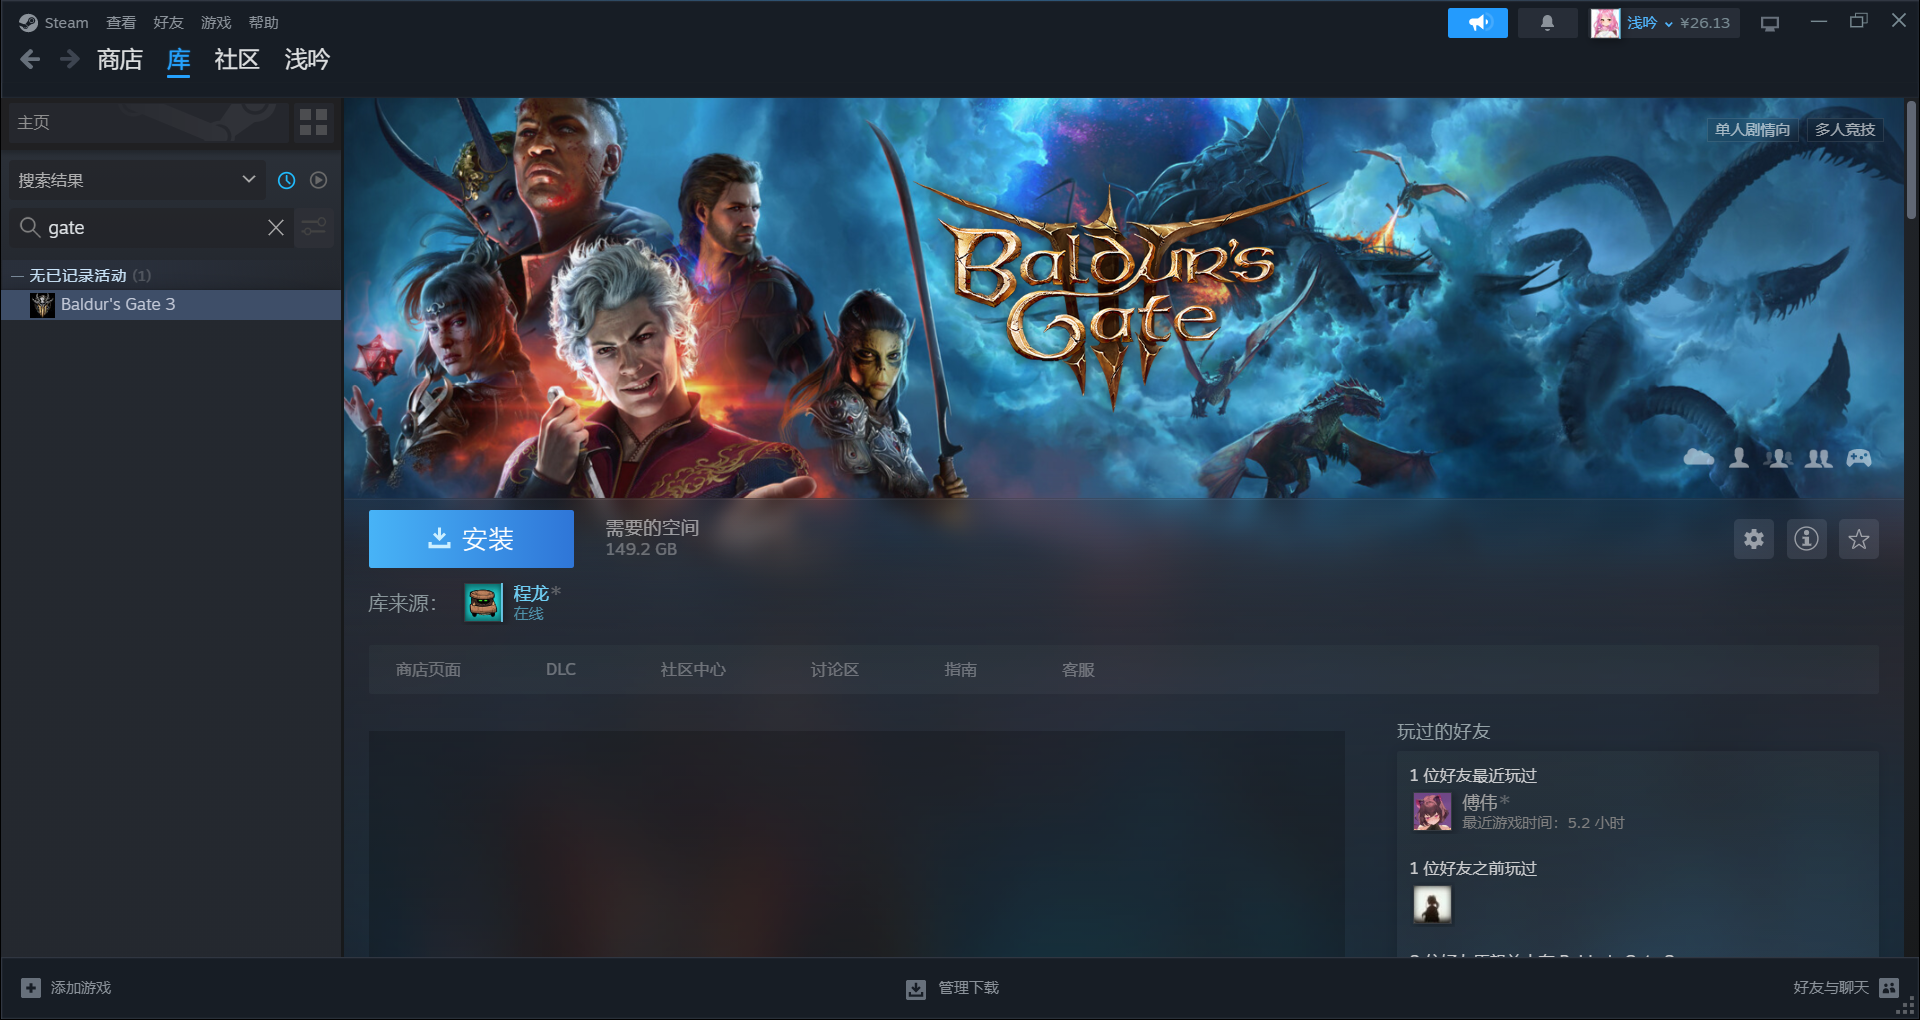 Steam 查看 好友 游戏 帮助
浅吟 ¥26.13
商店 库 社区 浅吟
主页
搜索结果
gate
无已记录活动 (1)
Baldur's Gate 3
单人剧情向 多人竞技
Baldur's
Gate
安装
需要的空间
149.2 GB
库来源：
程龙*
在线
商店页面 DLC 社区中心 讨论区 指南 客服
玩过的好友
1 位好友最近玩过
傅伟*
最近游戏时间：5.2 小时
1 位好友之前玩过
添加游戏
管理下载
好友与聊天